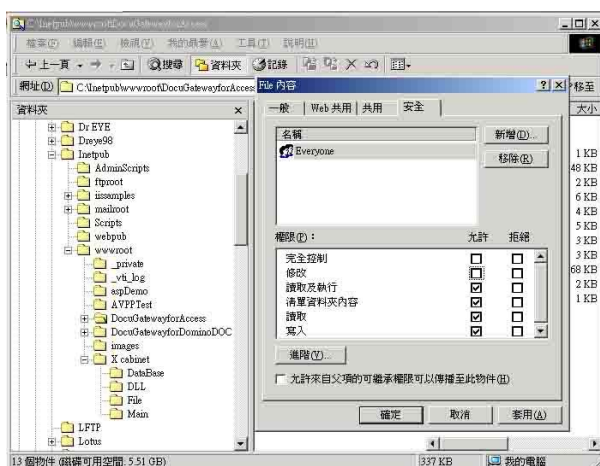 C:\Inetpub\wwwroot\DocuGatewayforAccess
檔案(F) 編輯(E) 檢視(V) 我的最愛(A) 工具(T) 說明(H)
上一頁 搜尋 資料夾 記錄
網址(D) C:\Inetpub\wwwroot\DocuGatewayforAcces 移至
資料夾 大小
Dr EYE
Dreye98
Inetpub
AdminScripts
ftproot
iissamples
mailroot
Scripts
webpub
wwwroot
_private
_vti_log
aspDemo
AVPPTest
DocuGatewayforAccess
DocuGatewayforDominoDOC
images
X cabinet
DataBase
DLL
File
Main
LFTP
Lotus
File 內容
一般 Web 共用 共用 安全
名稱 新增(D)...
Everyone 移除(R)
權限(P)： 允許 拒絕
完全控制
修改
讀取及執行
清單資料夾內容
讀取
寫入
進階(V)...
允許來自父項的可繼承權限可以傳播至此物件(H)
確定 取消 套用(A)
1 KB
48 KB
2 KB
6 KB
4 KB
5 KB
3 KB
3 KB
68 KB
2 KB
1 KB
13 個物件 (磁碟可用空間: 5.51 GB) 337 KB 我的電腦